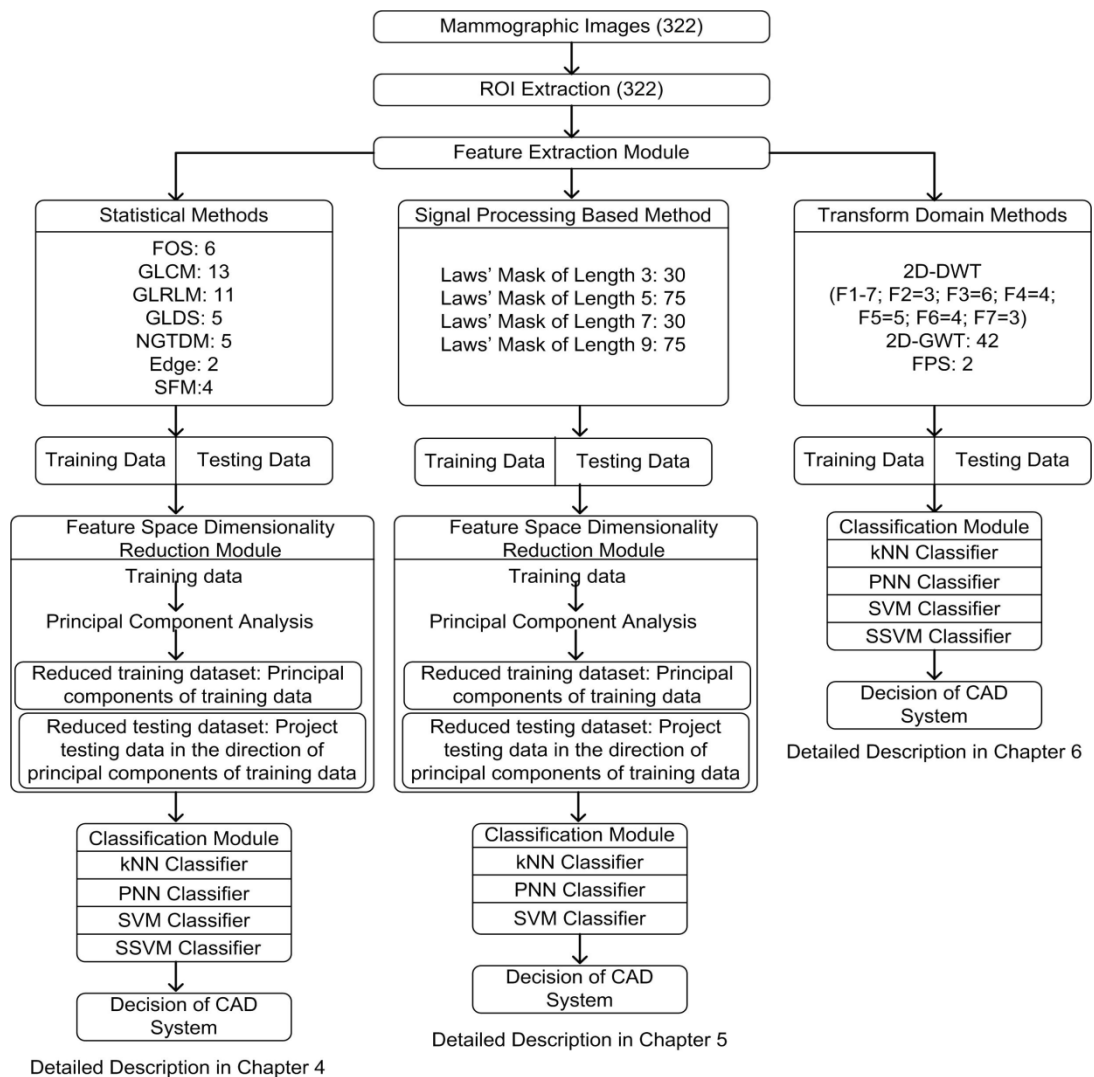 Mammographic Images (322)
ROI Extraction (322)
Feature Extraction Module
Statistical Methods
FOS: 6
GLCM: 13
GLRLM: 11
GLDS: 5
NGTDM: 5
Edge: 2
SFM:4
Training Data
Testing Data
Feature Space Dimensionality
Reduction Module
Training data
Principal Component Analysis
Reduced training dataset: Principal
components of training data
Reduced testing dataset: Project
testing data in the direction of
principal components of training data
Classification Module
kNN Classifier
PNN Classifier
SVM Classifier
SSVM Classifier
Decision of CAD
System
Detailed Description in Chapter 4
Signal Processing Based Method
Laws' Mask of Length 3: 30
Laws' Mask of Length 5: 75
Laws' Mask of Length 7: 30
Laws' Mask of Length 9: 75
Training Data
Testing Data
Feature Space Dimensionality
Reduction Module
Training data
Principal Component Analysis
Reduced training dataset: Principal
components of training data
Reduced testing dataset: Project
testing data in the direction of
principal components of training data
Classification Module
kNN Classifier
PNN Classifier
SVM Classifier
Decision of CAD
System
Detailed Description in Chapter 5
Transform Domain Methods
2D-DWT
(F1-7; F2=3; F3=6; F4=4;
F5=5; F6=4; F7=3)
2D-GWT: 42
FPS: 2
Training Data
Testing Data
Classification Module
kNN Classifier
PNN Classifier
SVM Classifier
SSVM Classifier
Decision of CAD
System
Detailed Description in Chapter 6